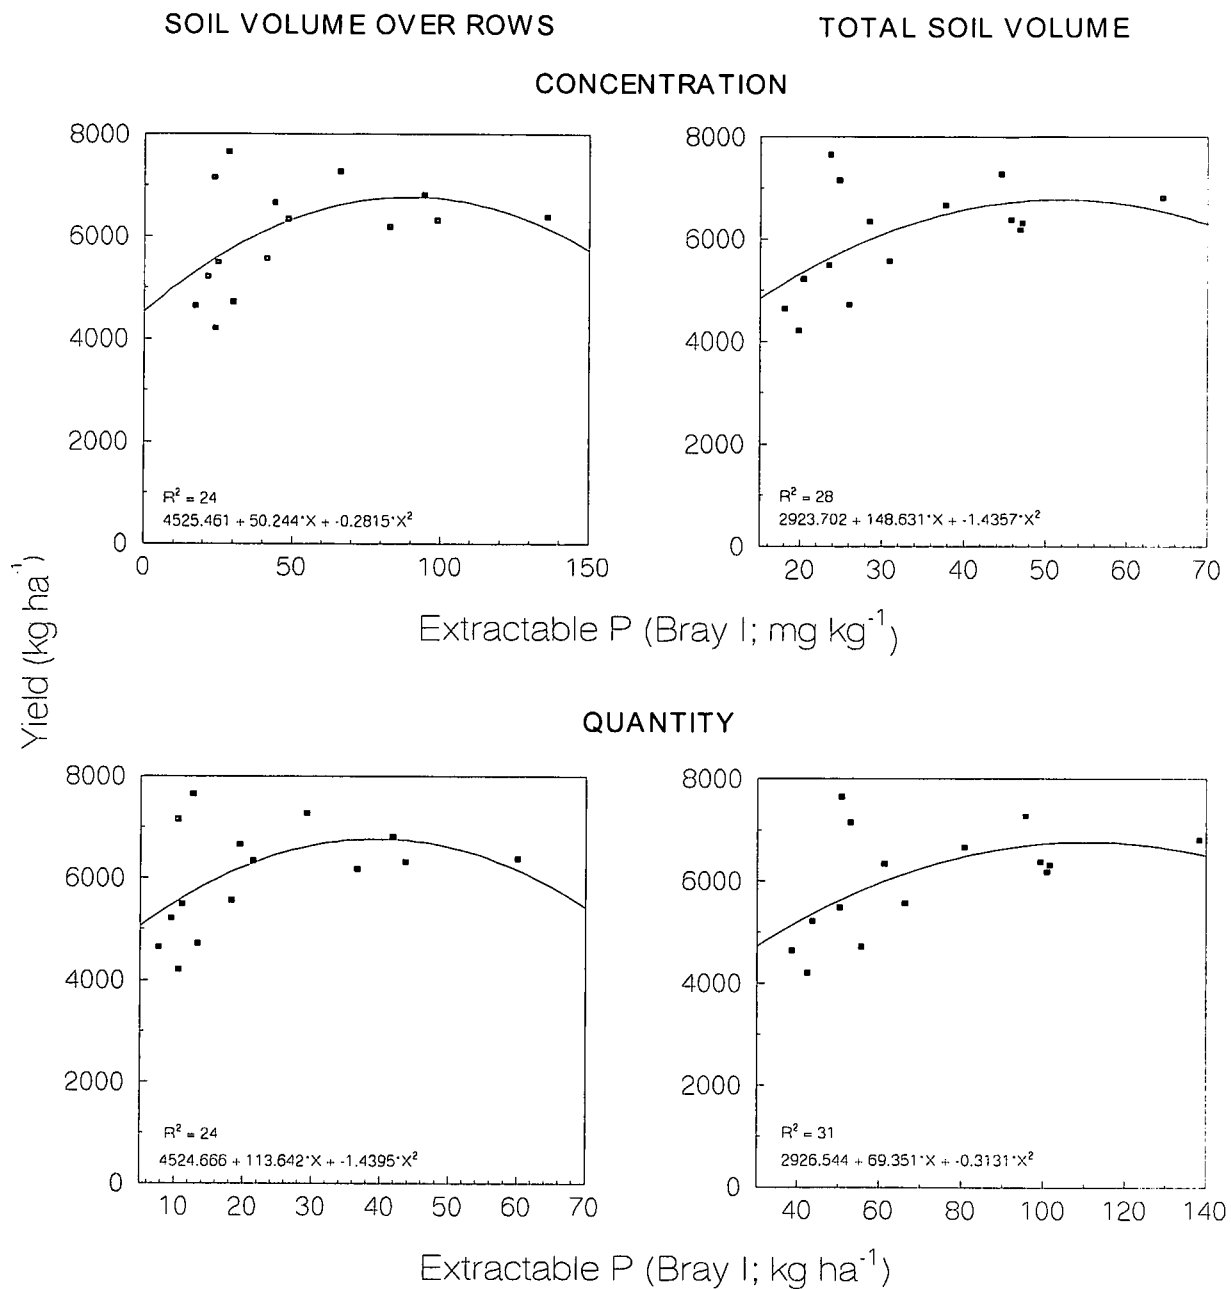 SOIL VOLUME OVER ROWS
TOTAL SOIL VOLUME
CONCENTRATION
8000
6000
4000
2000
0
R² = 24
4525.461 + 50.244*X + -0.2815*X²
0 50 100 150
8000
6000
4000
2000
0
R² = 28
2923.702 + 148.631*X + -1.4357*X²
20 30 40 50 60 70
Extractable P (Bray I; mg kg⁻¹)
Yield (kg ha⁻¹)
QUANTITY
8000
6000
4000
2000
0
R² = 24
4524.666 + 113.642*X + -1.4395*X²
10 20 30 40 50 60 70
8000
6000
4000
2000
0
R² = 31
2926.544 + 69.351*X + -0.3131*X²
40 60 80 100 120 140
Extractable P (Bray I; kg ha⁻¹)